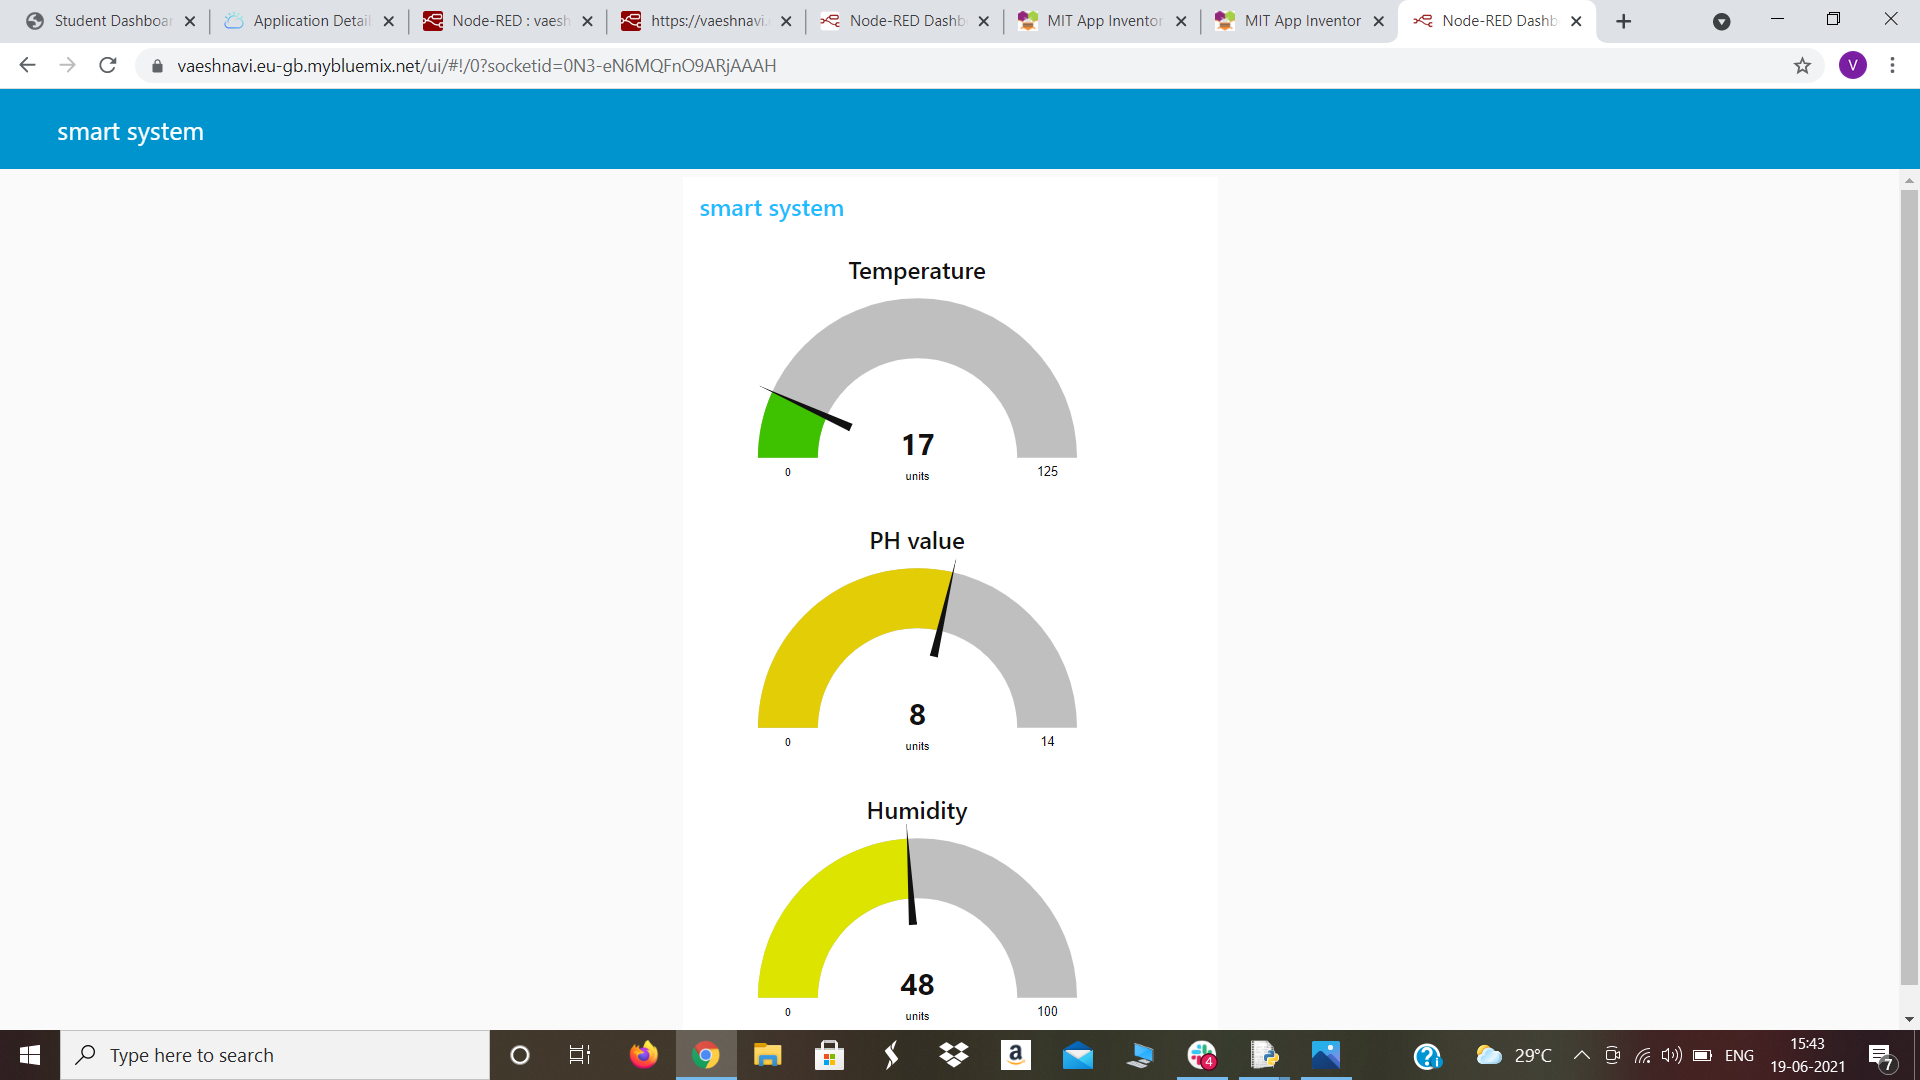 Student Dashboar
Application Detail
Node-RED : vaesh
https://vaeshnavi.
Node-RED Dashb
MIT App Inventor
MIT App Inventor
Node-RED Dashb
vaeshnavi.eu-gb.mybluemix.net/ui/#!/0?socketid=0N3-eN6MQFnO9ARjAAAH
V
smart system
smart system
Temperature
17
units
0
125
PH value
8
units
0
14
Humidity
48
units
0
100
Type here to search
a
4
29°C
ENG
15:43
19-06-2021
7